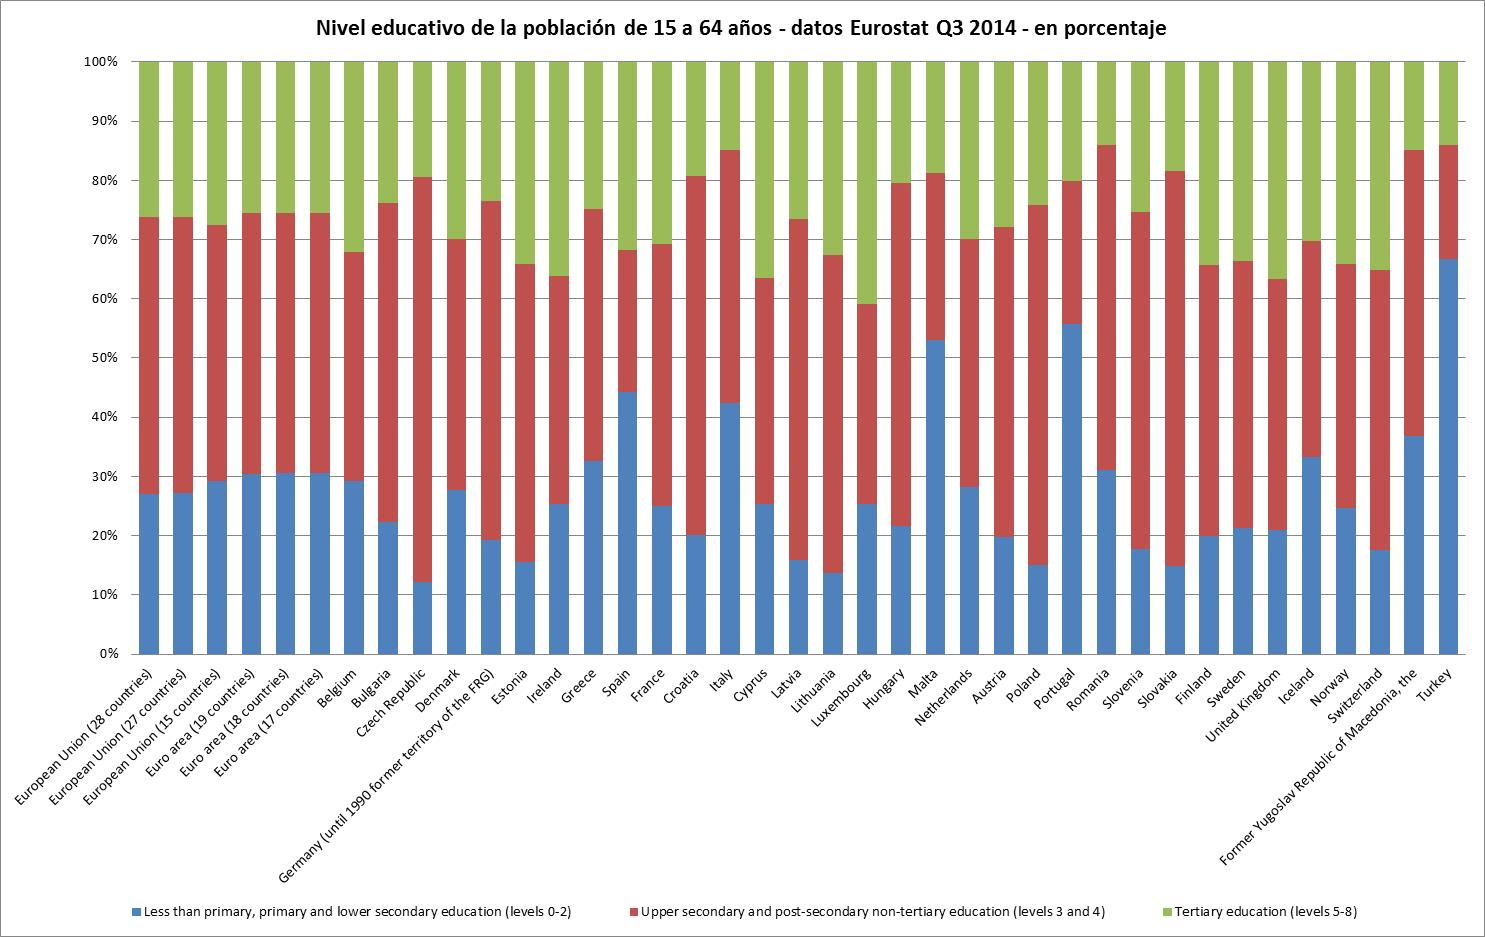 Nivel educativo de la población de 15 a 64 años - datos Eurostat Q3 2014 - en porcentaje
100%
90%
80%
70%
60%
50%
40%
30%
20%
10%
0%
European Union (28 countries)
European Union (27 countries)
European Union (15 countries)
Euro area (19 countries)
Euro area (18 countries)
Euro area (17 countries)
Belgium
Bulgaria
Czech Republic
Denmark
Germany (until 1990 former territory of the FRG)
Estonia
Ireland
Greece
Spain
France
Croatia
Italy
Cyprus
Latvia
Lithuania
Luxembourg
Hungary
Malta
Netherlands
Austria
Poland
Portugal
Romania
Slovenia
Slovakia
Finland
Sweden
United Kingdom
Iceland
Norway
Switzerland
Former Yugoslav Republic of Macedonia, the
Turkey
Less than primary, primary and lower secondary education (levels 0-2)
Upper secondary and post-secondary non-tertiary education (levels 3 and 4)
Tertiary education (levels 5-8)